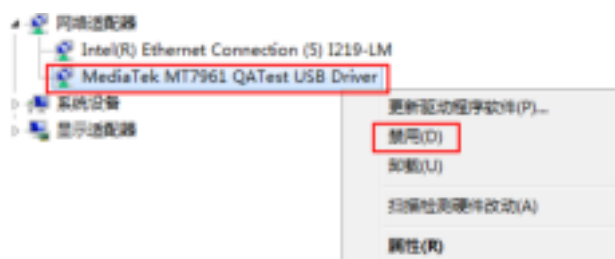 网络适配器
Intel(R) Ethernet Connection (5) I219-LM
MediaTek MT7961 QATest USB Driver
系统设备
显示适配器
更新驱动程序软件(P)...
禁用(D)
卸载(U)
扫描检测硬件改动(A)
属性(R)